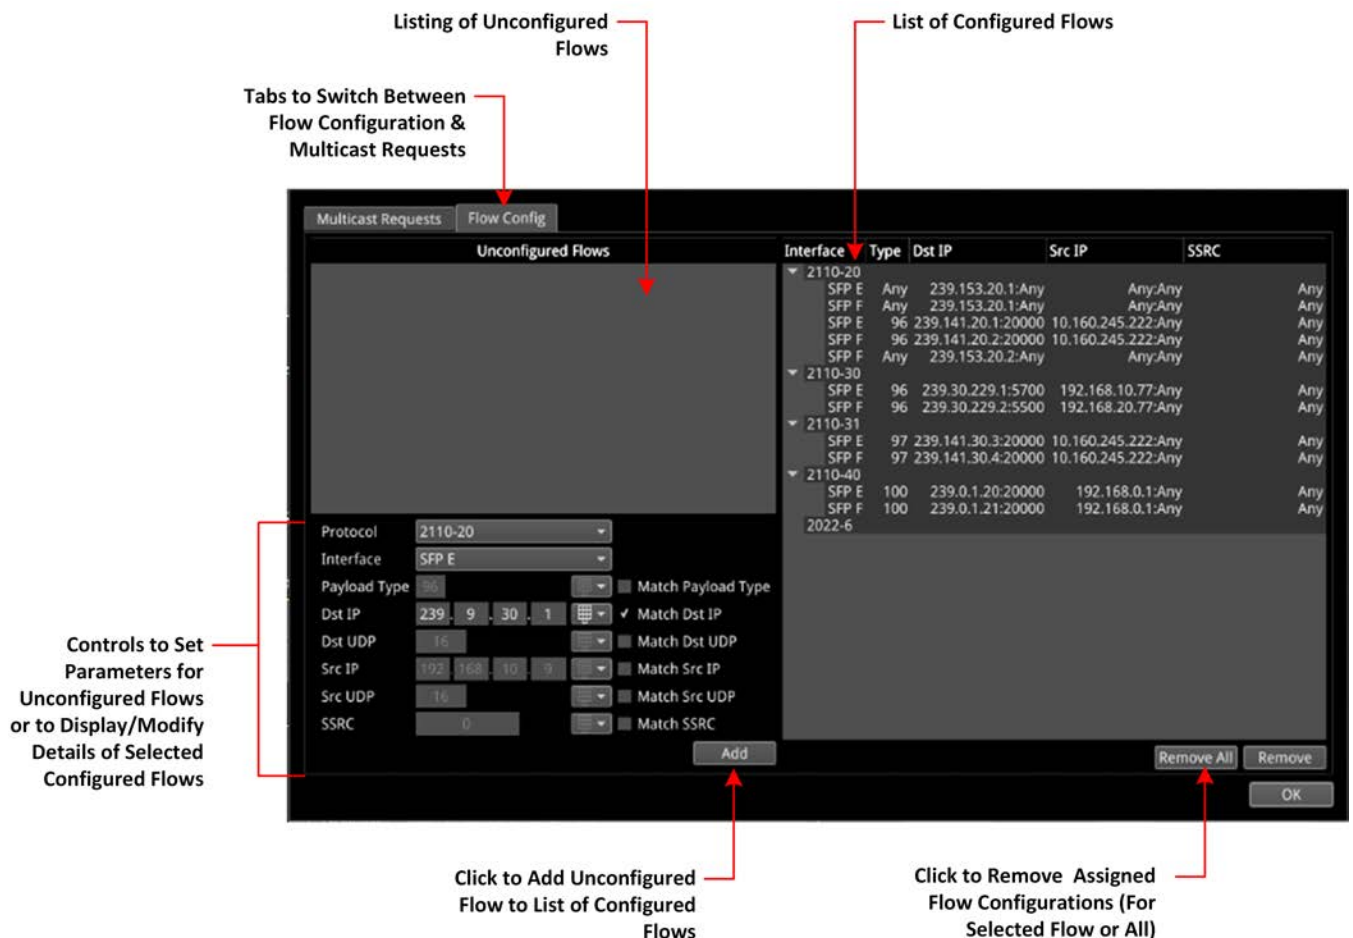 Listing of Unconfigured
Flows
List of Configured Flows
Tabs to Switch Between
Flow Configuration &
Multicast Requests
Multicast Requests Flow Config
Unconfigured Flows
Interface Type Dst IP Src IP SSRC
2110-20
SFP E Any 239.153.20.1:Any Any:Any Any
SFP F Any 239.153.20.1:Any Any:Any Any
SFP E 96 239.141.20.1:20000 10.160.245.222:Any Any
SFP F 96 239.141.20.2:20000 10.160.245.222:Any Any
SFP F Any 239.153.20.2:Any Any:Any Any
2110-30
SFP E 96 239.30.229.1:5700 192.168.10.77:Any Any
SFP F 96 239.30.229.2:5500 192.168.20.77:Any Any
2110-31
SFP E 97 239.141.30.3:20000 10.160.245.222:Any Any
SFP F 97 239.141.30.4:20000 10.160.245.222:Any Any
2110-40
SFP E 100 239.0.1.20:20000 192.168.0.1:Any Any
SFP F 100 239.0.1.21:20000 192.168.0.1:Any Any
2022-6
Protocol 2110-20
Interface SFP E
Payload Type 96 Match Payload Type
Dst IP 239 . 9 . 30 . 1 Match Dst IP
Dst UDP 16 Match Dst UDP
Src IP 192 . 168 . 10 . 9 Match Src IP
Src UDP 16 Match Src UDP
SSRC 0 Match SSRC
Add
Remove All Remove
OK
Controls to Set
Parameters for
Unconfigured Flows
or to Display/Modify
Details of Selected
Configured Flows
Click to Add Unconfigured
Flow to List of Configured
Flows
Click to Remove Assigned
Flow Configurations (For
Selected Flow or All)